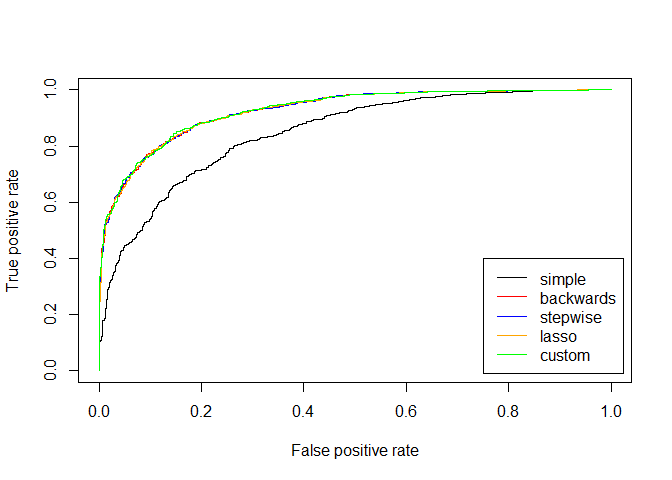 True positive rate
1.0
0.8
0.6
0.4
0.2
0.0
simple
backwards
stepwise
lasso
custom
0.0 0.2 0.4 0.6 0.8 1.0
False positive rate